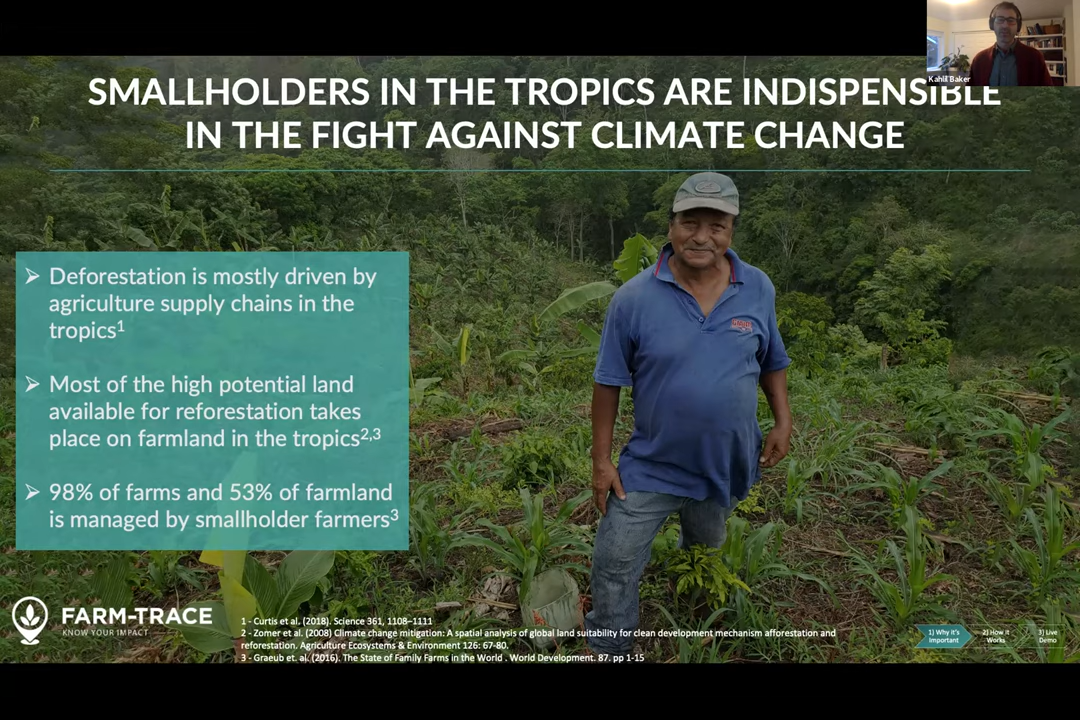 Kahlil Baker
SMALLHOLDERS IN THE TROPICS ARE INDISPENSIBLE
IN THE FIGHT AGAINST CLIMATE CHANGE
➢ Deforestation is mostly driven by
agriculture supply chains in the
tropics¹
➢ Most of the high potential land
available for reforestation takes
place on farmland in the tropics²,³
➢ 98% of farms and 53% of farmland
is managed by smallholder farmers³
FARM-TRACE
KNOW YOUR IMPACT
1 - Curtis et al. (2018). Science 361, 1108–1111
2 - Zomer et al. (2008) Climate change mitigation: A spatial analysis of global land suitability for clean development mechanism afforestation and
reforestation. Agriculture Ecosystems & Environment 126: 67-80.
3 - Graeub et. al. (2016). The State of Family Farms in the World . World Development. 87. pp 1-15
1) Why it's
Important
2) How it
Works
3) Live
Demo